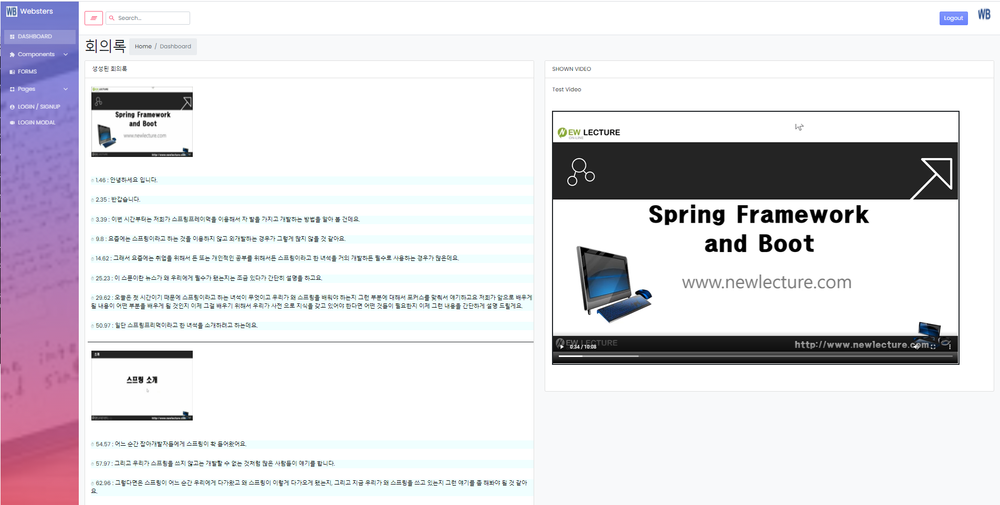 WB Websters
DASHBOARD
Components
FORMS
Pages
LOGIN / SIGNUP
LOGIN MODAL
Search...
Logout
WB
회의록
Home / Dashboard
생성된 회의록
NEW LECTURE
Spring Framework
and Boot
www.newlecture.com
http://www.newlecture.com
1.46 : 안녕하세요 입니다.
2.35 : 반갑습니다.
3.39 : 이번 시간부터는 저희가 스프링프레이먹을 이용해서 자 발을 가지고 개발하는 방법을 알아 볼 건데요.
9.8 : 요즘에는 스프링이라고 하는 것을 이용하지 않고 외개발하는 경우가 그렇게 많지 않을 것 같아요.
14.62 : 그래서 요즘에는 취업을 위해서 든 또는 개인적인 공부를 위해서든 스프링이라고 한 녀석을 거의 개발하든 필수로 사용하는 경우가 많은데요.
25.23 : 이 스푼이란 뉴스가 왜 우리에게 필수가 됐는지는 조금 있다가 간단히 설명을 하고요.
29.62 : 오늘은 첫 시간이기 때문에 스프링이라고 하는 녀석이 무엇이고 우리가 왜 스프링을 배워야 하는지 그런 부분에 대해서 포커스를 맞춰서 얘기하고요 저희가 앞으로 배우게
될 내용이 어떤 부분을 배우게 될 것인지 이제 그걸 배우기 위해서 우리가 사전 으로 지식을 갖고 있어야 한다면 어떤 것들이 필요한지 이제 그런 내용을 간단하게 설명 드릴게요.
50.97 : 일단 스프링프리먹이라고 한 녀석을 소개하려고 하는데요.
소개
스프링 소개
http://www.newlecture.com
54.57 : 어느 순간 잡아개발자들에게 스프링이 확 들어왔어요.
57.97 : 그리고 우리가 스프링을 쓰지 않고는 개발할 수 없는 것처럼 많은 사람들이 얘기를 합니다.
62.96 : 그렇다면은 스프링이 어느 순간 우리에게 다가왔고 왜 스프링이 이렇게 다가오게 됐는지, 그리고 지금 우리가 왜 스프링을 쓰고 있는지 그런 얘기를 좀 해봐야 될 것 같아
요.
SHOWN VIDEO
Test Video
NEW LECTURE
ON-LINE
Spring Framework
and Boot
www.newlecture.com
NEW LECTURE
http://www.newlecture.com
0:34 / 10:08